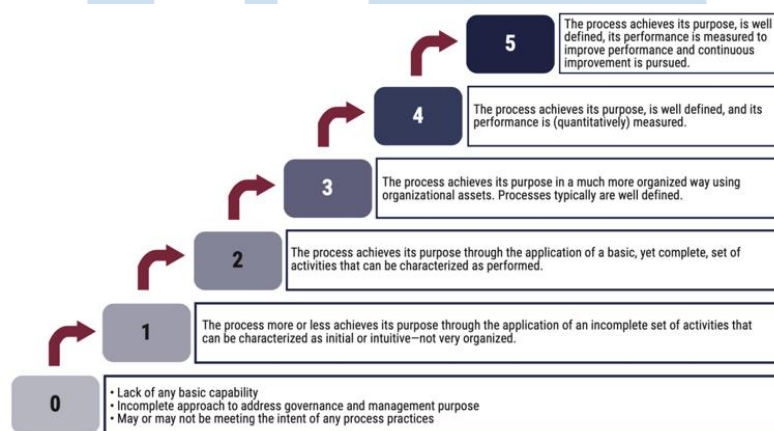 5
The process achieves its purpose, is well
defined, its performance is measured to
improve performance and continuous
improvement is pursued.
4
The process achieves its purpose, is well defined, and its
performance is (quantitatively) measured.
3
The process achieves its purpose in a much more organized way using
organizational assets. Processes typically are well defined.
2
The process achieves its purpose through the application of a basic, yet complete, set of
activities that can be characterized as performed.
1
The process more or less achieves its purpose through the application of an incomplete set of activities that
can be characterized as initial or intuitive—not very organized.
0
• Lack of any basic capability
• Incomplete approach to address governance and management purpose
• May or may not be meeting the intent of any process practices